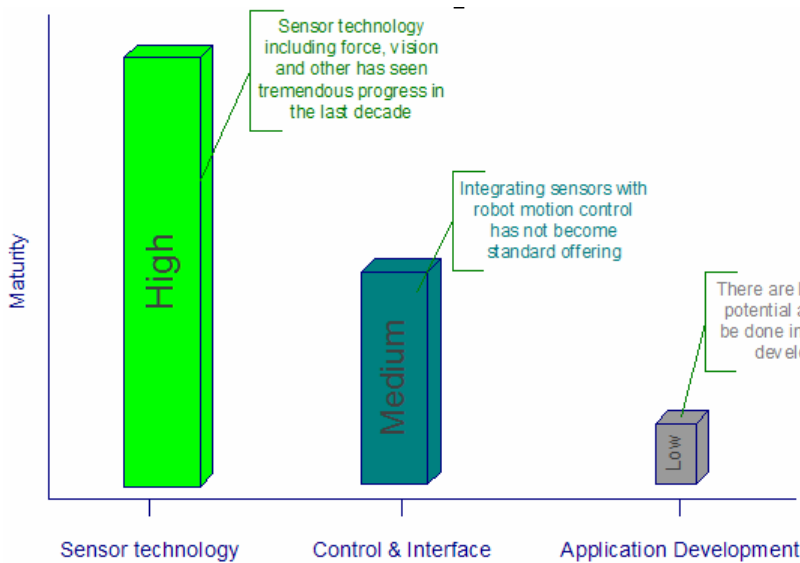 Sensor technology
including force, vision
and other has seen
tremendous progress in
the last decade
Integrating sensors with
robot motion control
has not become
standard offering
There are
potential
be done in
Maturity
High
Medium
Low
Sensor technology
Control & Interface
Application Development